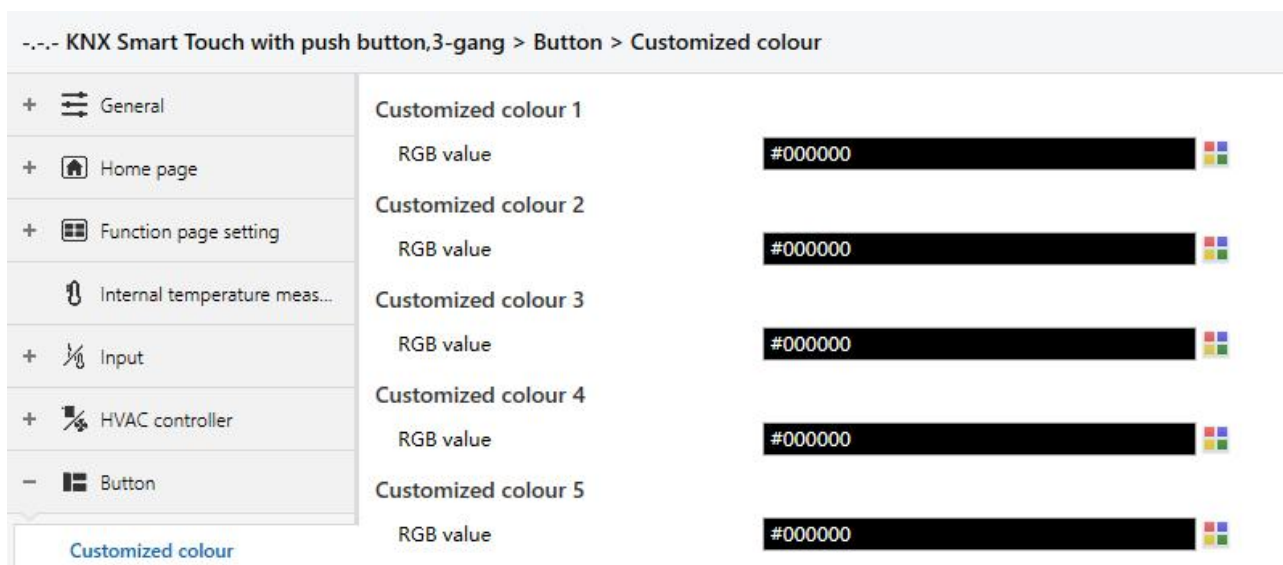 -.-.- KNX Smart Touch with push button,3-gang > Button > Customized colour
+ General
+ Home page
+ Function page setting
Internal temperature meas...
+ Input
+ HVAC controller
− Button
Customized colour
Customized colour 1
RGB value #000000
Customized colour 2
RGB value #000000
Customized colour 3
RGB value #000000
Customized colour 4
RGB value #000000
Customized colour 5
RGB value #000000